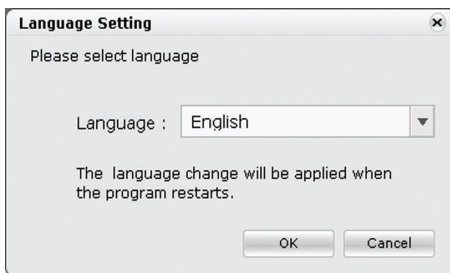 Language Setting
Please select language
Language : English
The language change will be applied when
the program restarts.
OK Cancel